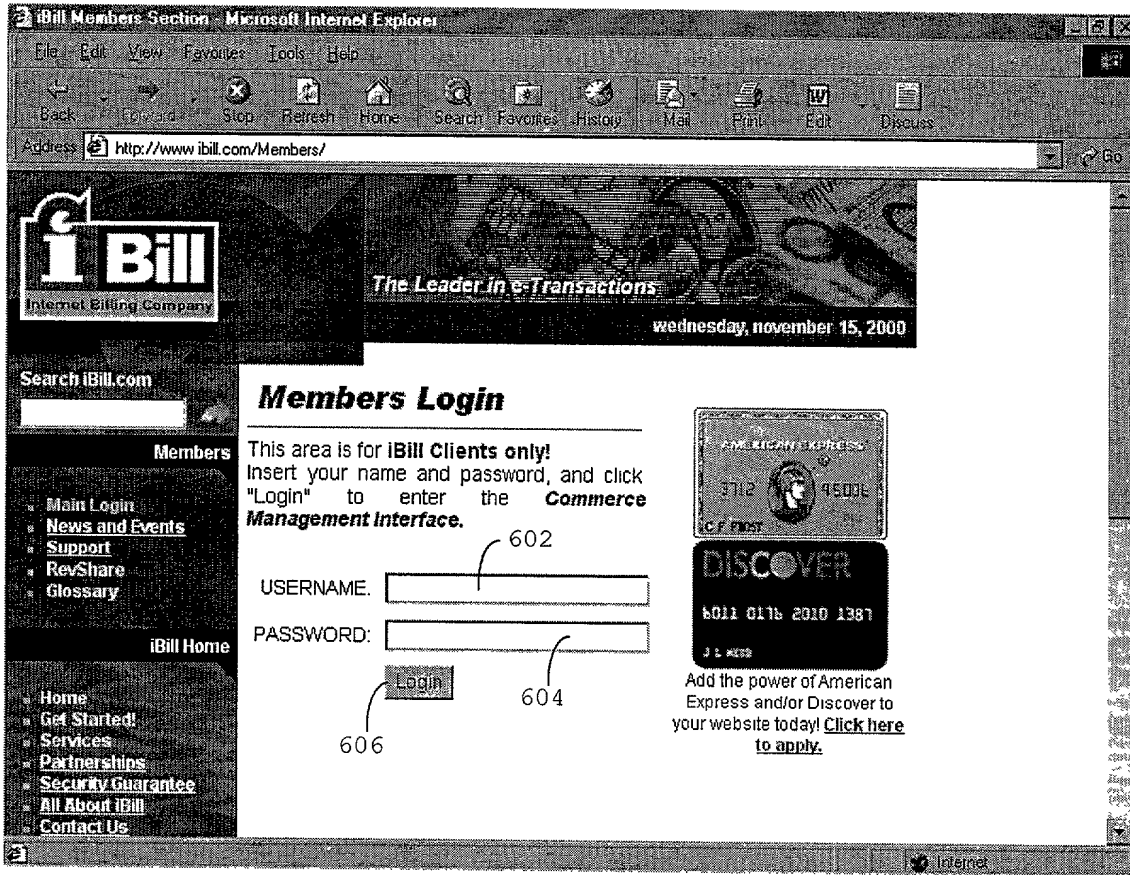 iBill Members Section - Microsoft Internet Explorer
File Edit View Favorites Tools Help
Back Forward Stop Refresh Home Search Favorites History Mail Print Edit Discuss
Address http://www.ibill.com/Members/ Go
iBill
Internet Billing Company
The Leader in e-Transactions
wednesday, november 15, 2000
Search iBill.com
Members
Main Login
News and Events
Support
RevShare
Glossary
iBill Home
Home
Get Started!
Services
Partnerships
Security Guarantee
All About iBill
Contact Us
Members Login
This area is for iBill Clients only!
Insert your name and password, and click
"Login" to enter the Commerce
Management Interface.
602
USERNAME.
PASSWORD:
Login
604
606
AMERICAN EXPRESS
3712 95006
C F FROST
DISCOVER
6011 0176 2010 1387
J L WEBB
Add the power of American
Express and/or Discover to
your website today! Click here
to apply.
Internet